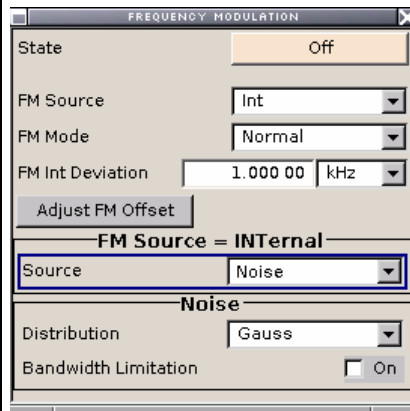 FREQUENCY MODULATION
State Off
FM Source Int
FM Mode Normal
FM Int Deviation 1.000 00 kHz
Adjust FM Offset
FM Source = INTernal
Source Noise
Noise
Distribution Gauss
Bandwidth Limitation On